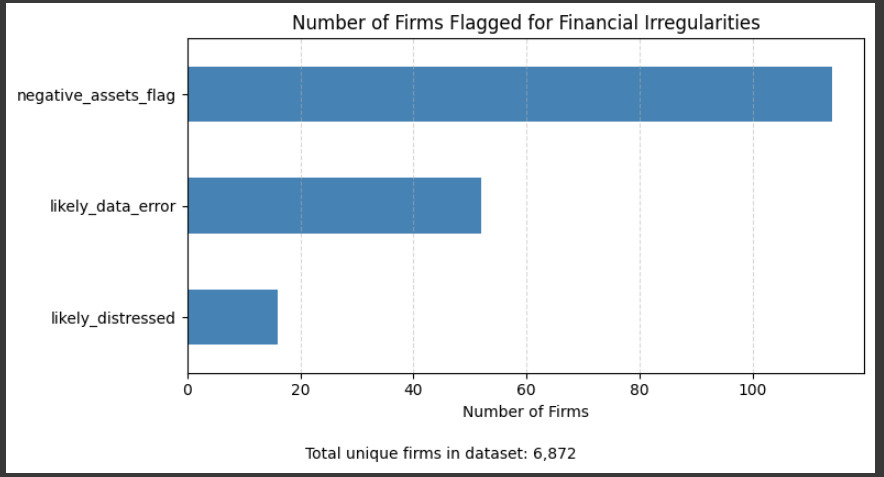 Number of Firms Flagged for Financial Irregularities
negative_assets_flag
likely_data_error
likely_distressed
0 20 40 60 80 100
Number of Firms
Total unique firms in dataset: 6,872